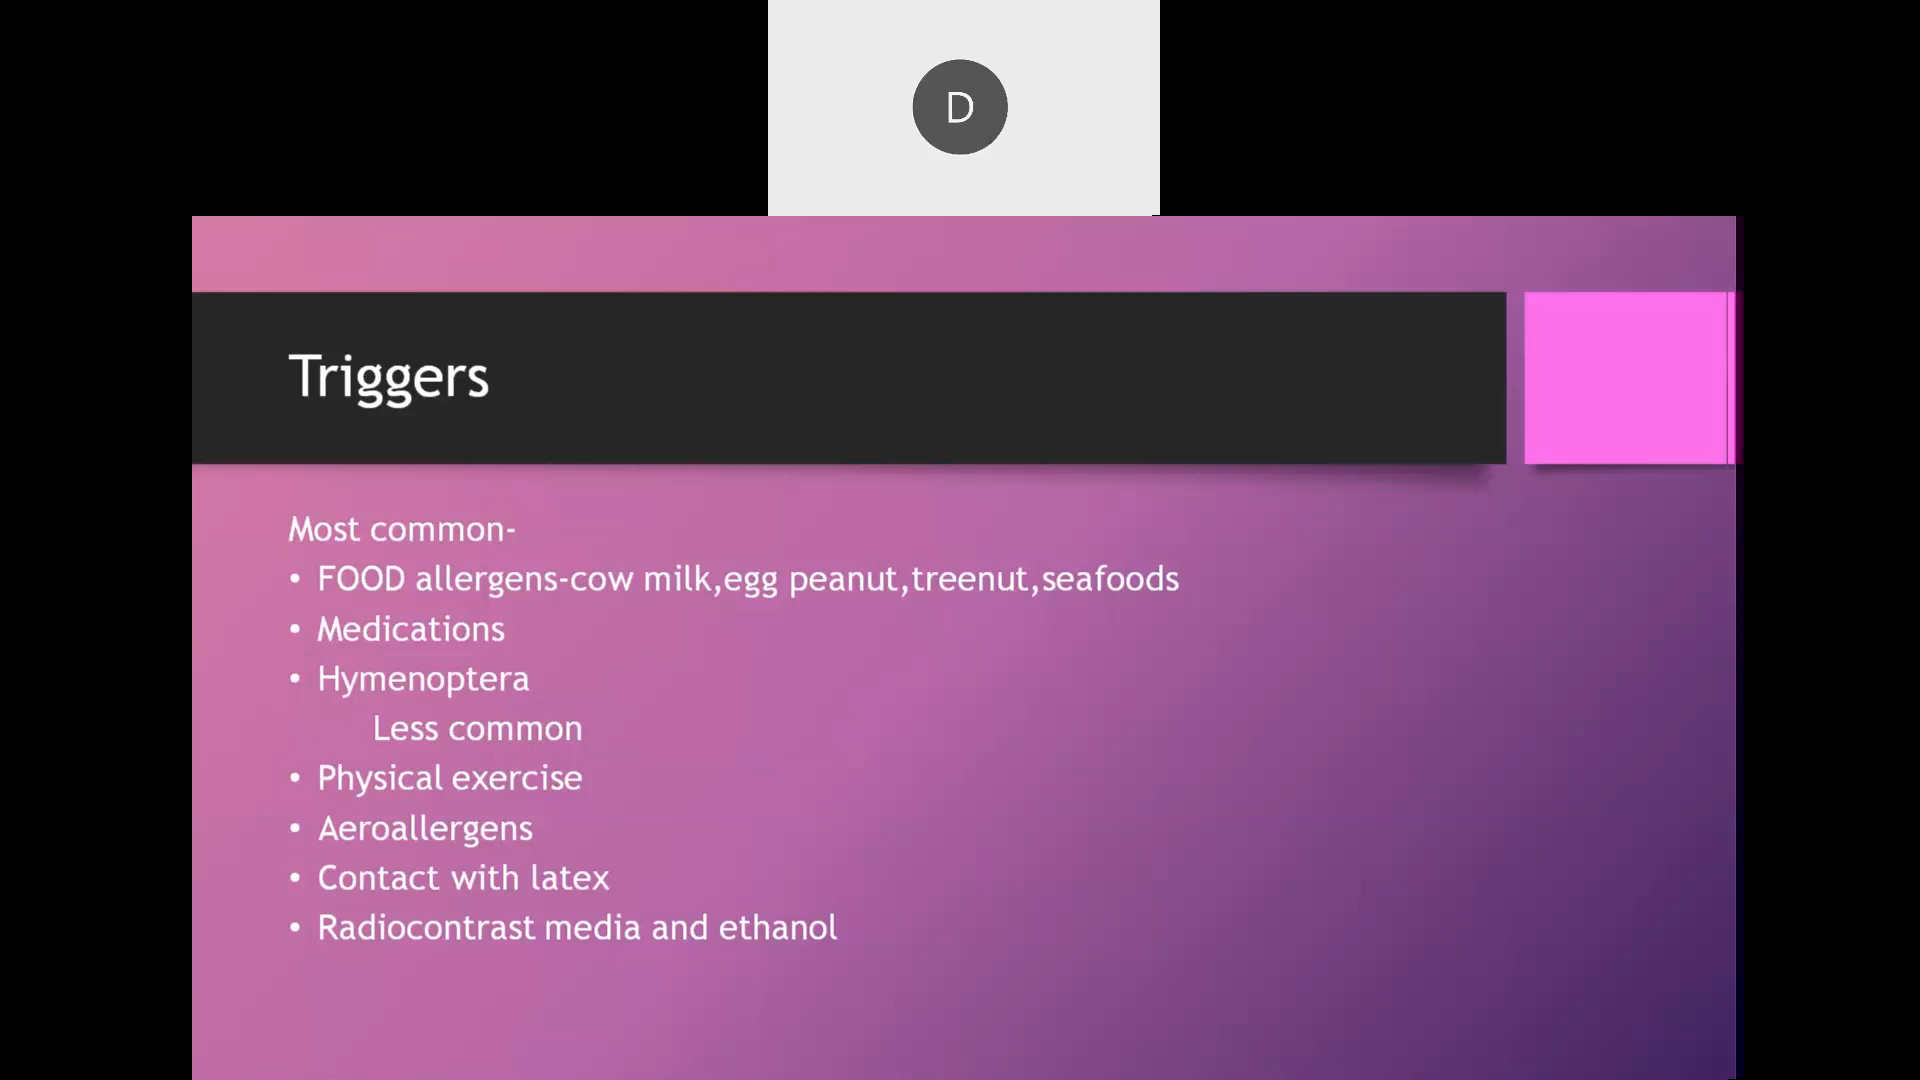 D
Triggers
Most common-
• FOOD allergens-cow milk,egg peanut,treenut,seafoods
• Medications
• Hymenoptera
Less common
• Physical exercise
• Aeroallergens
• Contact with latex
• Radiocontrast media and ethanol